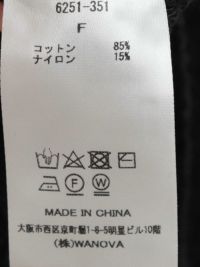 6251-351
F
コットン 85%
ナイロン 15%
F W
MADE IN CHINA
大阪市西区京町堀1-8-5明星ビル10階
(株)WANOVA